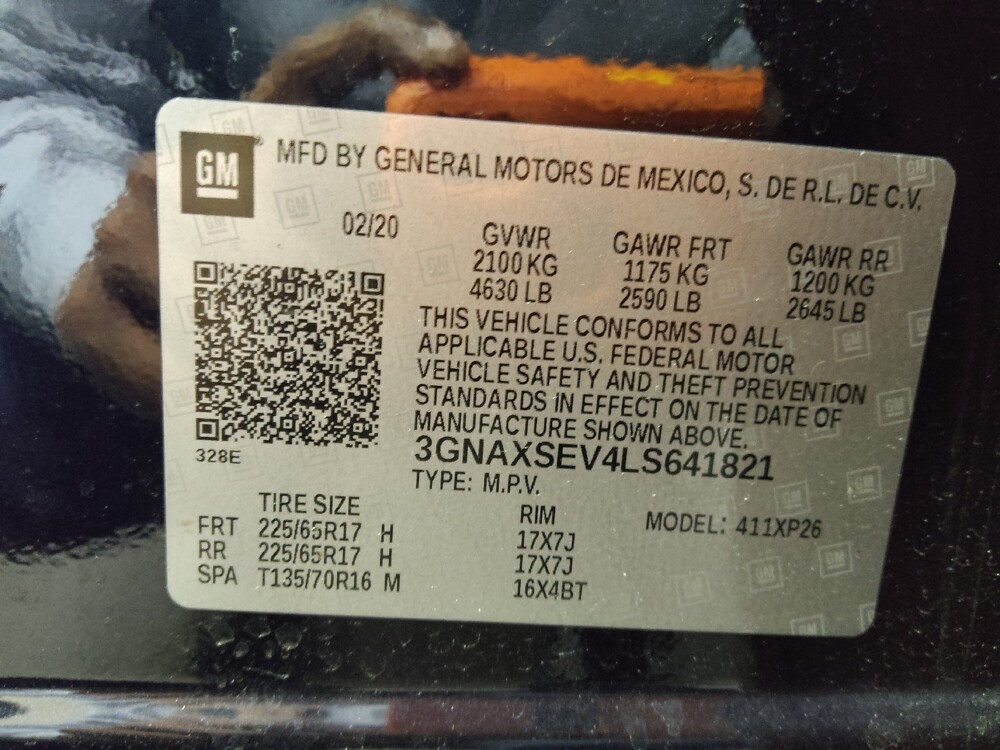 GM® MFD BY GENERAL MOTORS DE MEXICO, S. DE R.L. DE C.V.
02/20
GVWR GAWR FRT GAWR RR
2100 KG 1175 KG 1200 KG
4630 LB 2590 LB 2645 LB
THIS VEHICLE CONFORMS TO ALL
APPLICABLE U.S. FEDERAL MOTOR
VEHICLE SAFETY AND THEFT PREVENTION
STANDARDS IN EFFECT ON THE DATE OF
MANUFACTURE SHOWN ABOVE.
328E
3GNAXSEV4LS641821
TYPE: M.P.V.
TIRE SIZE RIM MODEL: 411XP26
FRT 225/65R17 H 17X7J
RR 225/65R17 H 17X7J
SPA T135/70R16 M 16X4BT